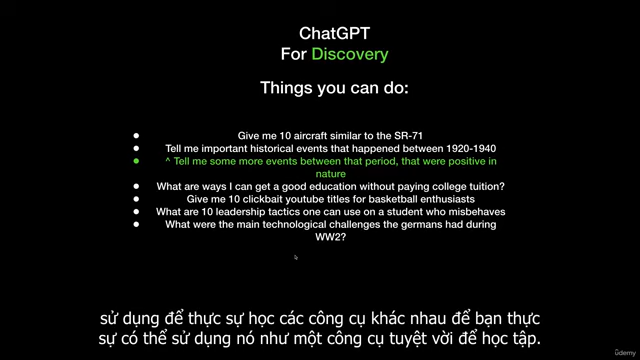 ChatGPT
For Discovery
Things you can do:
Give me 10 aircraft similar to the SR-71
Tell me important historical events that happened between 1920-1940
^ Tell me some more events between that period, that were positive in
nature
What are ways I can get a good education without paying college tuition?
Give me 10 clickbait youtube titles for basketball enthusiasts
What are 10 leadership tactics one can use on a student who misbehaves
What were the main technological challenges the germans had during
WW2?
sử dụng để thực sự học các công cụ khác nhau để bạn thực
sự có thể sử dụng nó như một công cụ tuyệt vời để học tập.
udemy